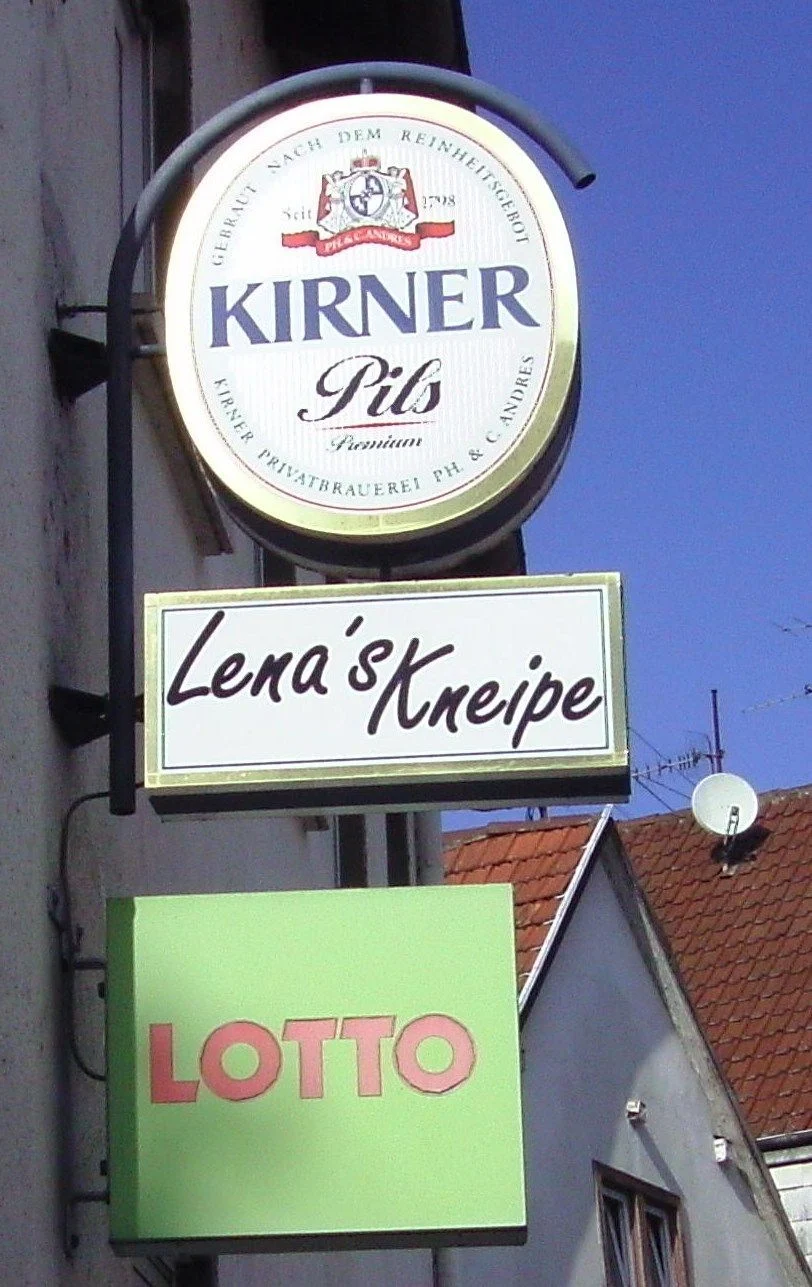 GEBRAUT NACH DEM REINHEITSGEBOT
Seit 1798
PH. & C. ANDRES
KIRNER
Pils
Premium
KIRNER PRIVATBRAUEREI PH. & C. ANDRES
Lena's Kneipe
LOTTO